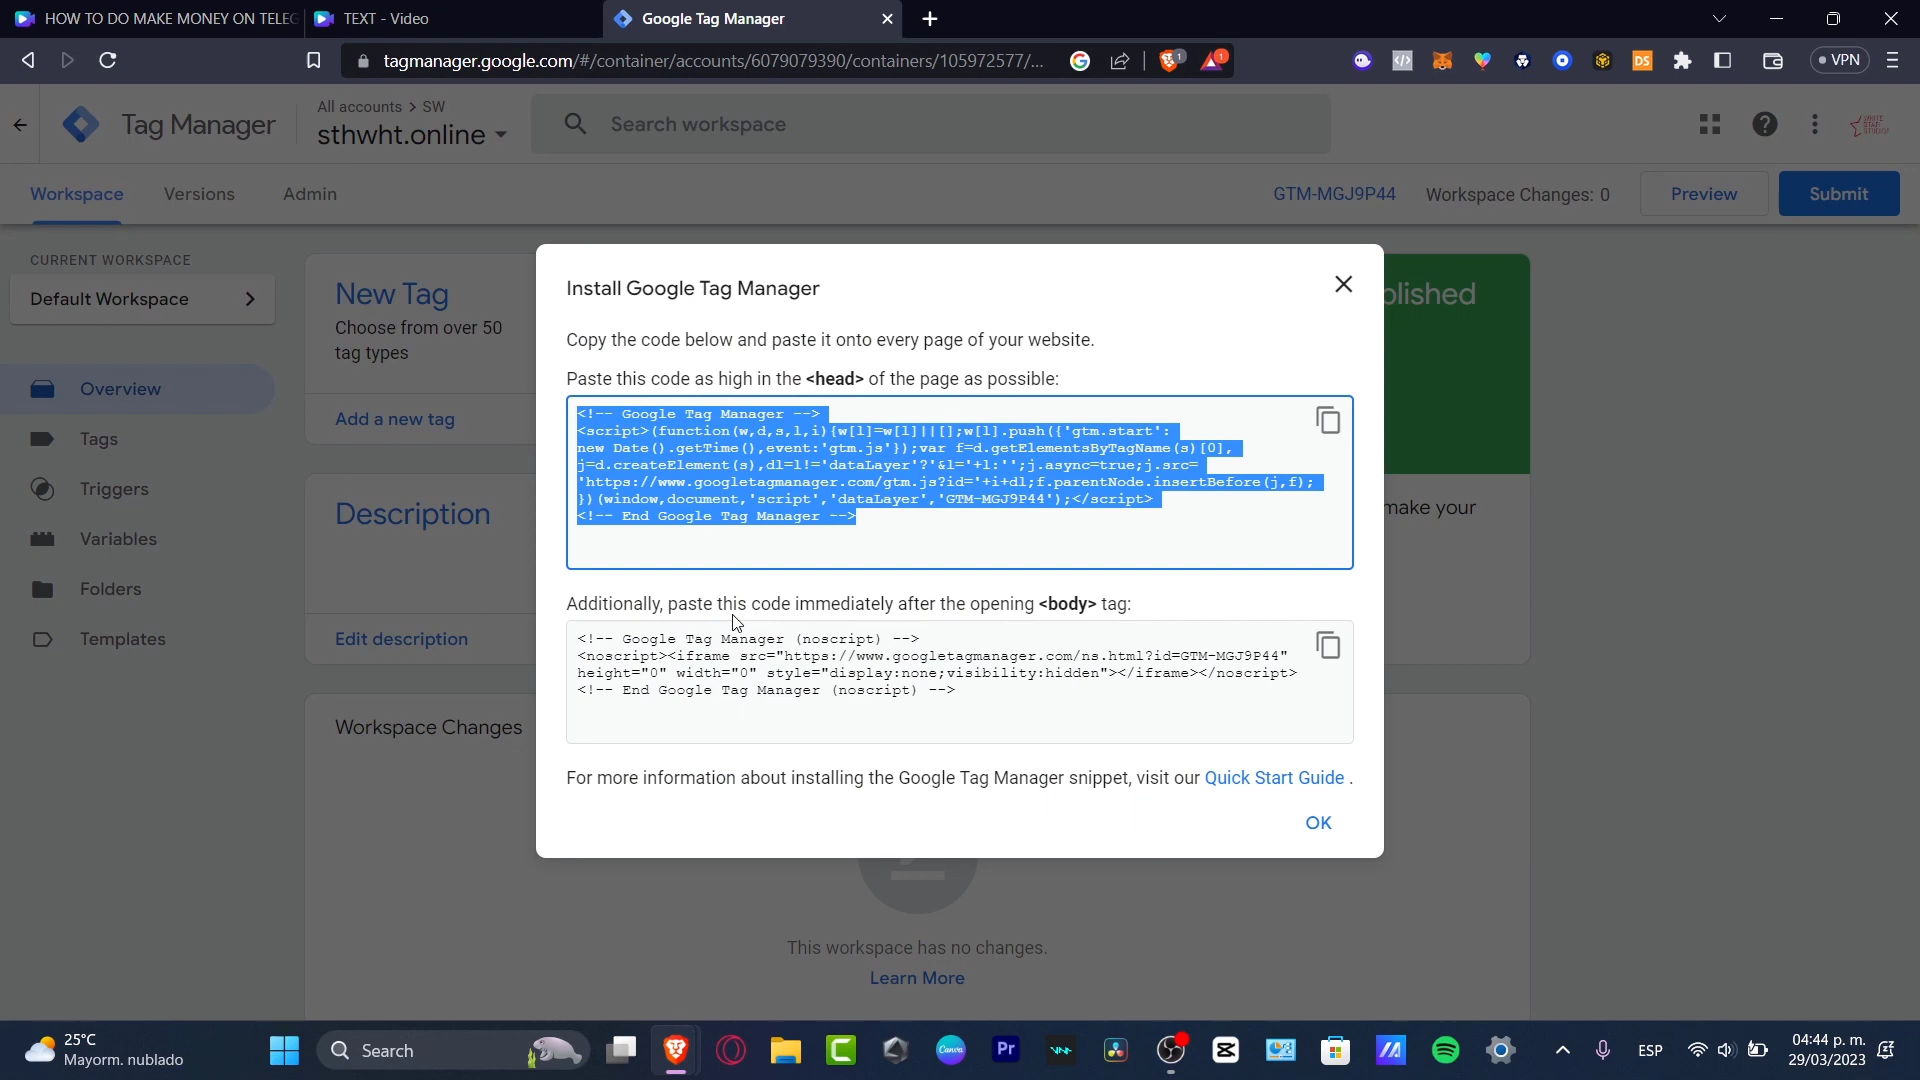 HOW TO DO MAKE MONEY ON TELEG
TEXT - Video
Google Tag Manager
tagmanager.google.com/#/container/accounts/6079079390/containers/105972577/...
1
1
DS
VPN
Tag Manager
All accounts > SW
sthwht.online
Search workspace
WHITE STAR STUDIOS
Workspace
Versions
Admin
GTM-MGJ9P44
Workspace Changes: 0
Preview
Submit
CURRENT WORKSPACE
Default Workspace
Overview
Tags
Triggers
Variables
Folders
Templates
New Tag
Choose from over 50
tag types
Add a new tag
Description
Edit description
Workspace Changes
blished
make your
This workspace has no changes.
Learn More
Install Google Tag Manager
Copy the code below and paste it onto every page of your website.
Paste this code as high in the <head> of the page as possible:
<!-- Google Tag Manager -->
<script>(function(w,d,s,l,i){w[l]=w[l]||[];w[l].push({'gtm.start':
new Date().getTime(),event:'gtm.js'});var f=d.getElementsByTagName(s)[0],
j=d.createElement(s),dl=l!='dataLayer'?'&l='+l:'';j.async=true;j.src=
'https://www.googletagmanager.com/gtm.js?id='+i+dl;f.parentNode.insertBefore(j,f);
})(window,document,'script','dataLayer','GTM-MGJ9P44');</script>
<!-- End Google Tag Manager -->
Additionally, paste this code immediately after the opening <body> tag:
<!-- Google Tag Manager (noscript) -->
<noscript><iframe src="https://www.googletagmanager.com/ns.html?id=GTM-MGJ9P44"
height="0" width="0" style="display:none;visibility:hidden"></iframe></noscript>
<!-- End Google Tag Manager (noscript) -->
For more information about installing the Google Tag Manager snippet, visit our Quick Start Guide .
OK
25°C
Mayorm. nublado
Search
Canva
Pr
ESP
04:44 p. m.
29/03/2023